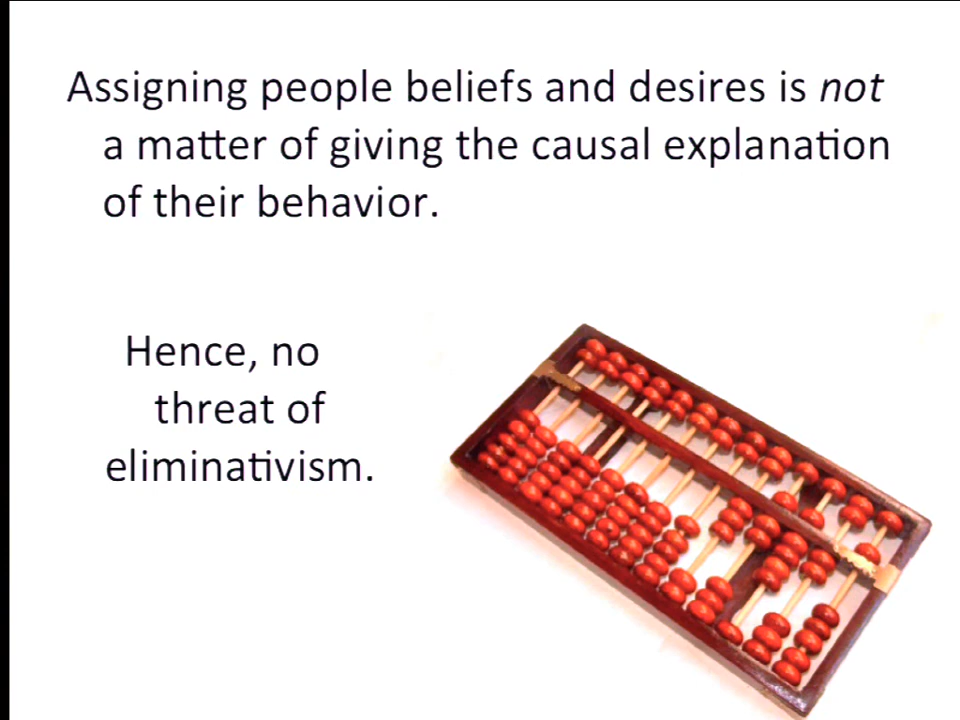 Assigning people beliefs and desires is not
a matter of giving the causal explanation
of their behavior.
Hence, no
threat of
eliminativism.